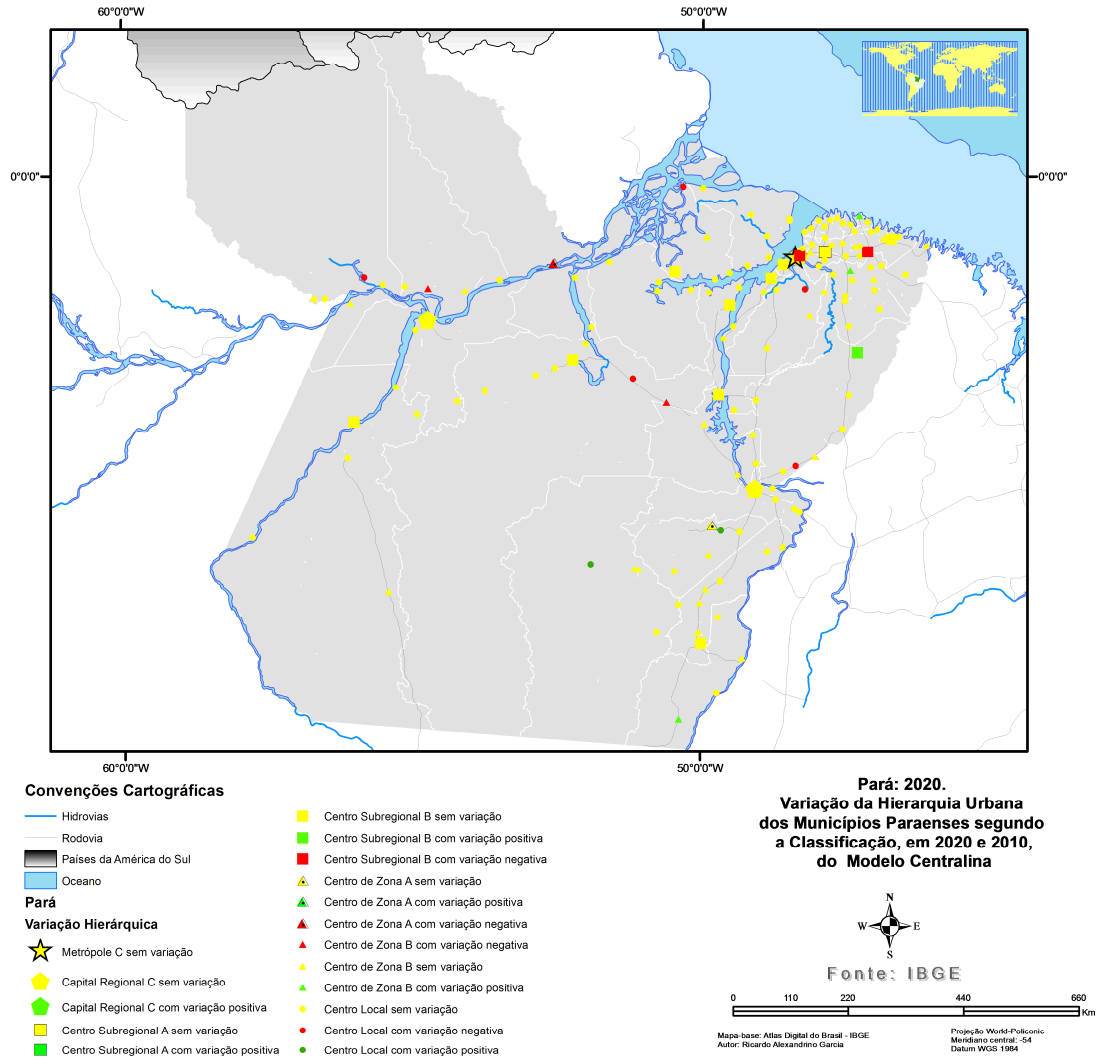 60°0'0"W
50°0'0"W
0°0'0"
0°0'0"
60°0'0"W
50°0'0"W
Convenções Cartográficas
Hidrovias
Rodovia
Países da América do Sul
Oceano
Pará
Variação Hierárquica
Metrópole C sem variação
Capital Regional C sem variação
Capital Regional C com variação positiva
Centro Subregional A sem variação
Centro Subregional A com variação positiva
Centro Subregional B sem variação
Centro Subregional B com variação positiva
Centro Subregional B com variação negativa
Centro de Zona A sem variação
Centro de Zona A com variação positiva
Centro de Zona A com variação negativa
Centro de Zona B com variação negativa
Centro de Zona B sem variação
Centro de Zona B com variação positiva
Centro Local sem variação
Centro Local com variação negativa
Centro Local com variação positiva
Pará: 2020.
Variação da Hierarquia Urbana
dos Municípios Paraenses segundo
a Classificação, em 2020 e 2010,
do Modelo Centralina
N
W E
S
Fonte: IBGE
0 110 220 440 660
Km
Mapa-base: Atlas Digital do Brasil - IBGE
Autor: Ricardo Alexandrino Garcia
Projeção World-Policonic
Meridiano central: -54
Datum WGS 1984